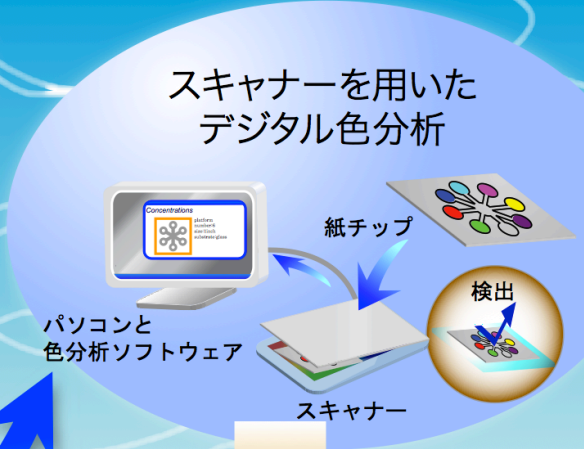 スキャナーを用いた
デジタル色分析
Concentrations
platform
紙チップ
検出
パソコンと
色分析ソフトウェア
スキャナー